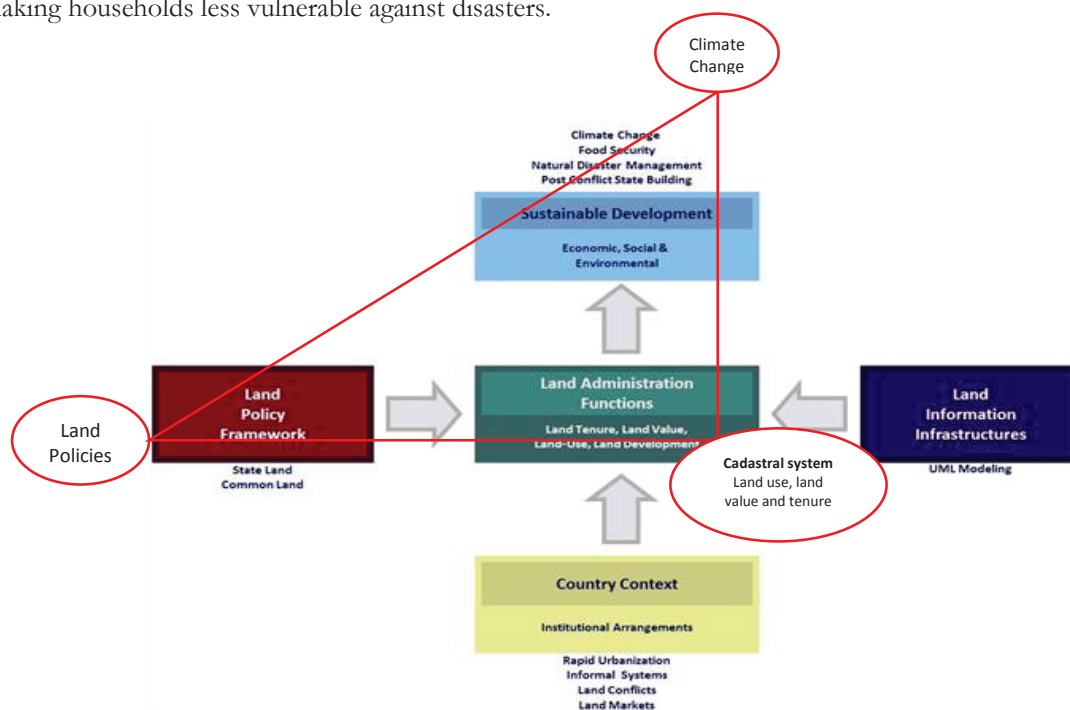 making households less vulnerable against disasters.
Climate
Change
Climate Change
Food Security
Natural Disaster Management
Post Conflict State Building
Sustainable Development
Economic, Social &
Environmental
Land
Policies
Land
Policy
Framework
State Land
Common Land
Land Administration
Functions
Land Tenure, Land Value,
Land-Use, Land Development
Land
Information
Infrastructures
UML Modeling
Cadastral system
Land use, land
value and tenure
Country Context
Institutional Arrangements
Rapid Urbanization
Informal Systems
Land Conflicts
Land Markets